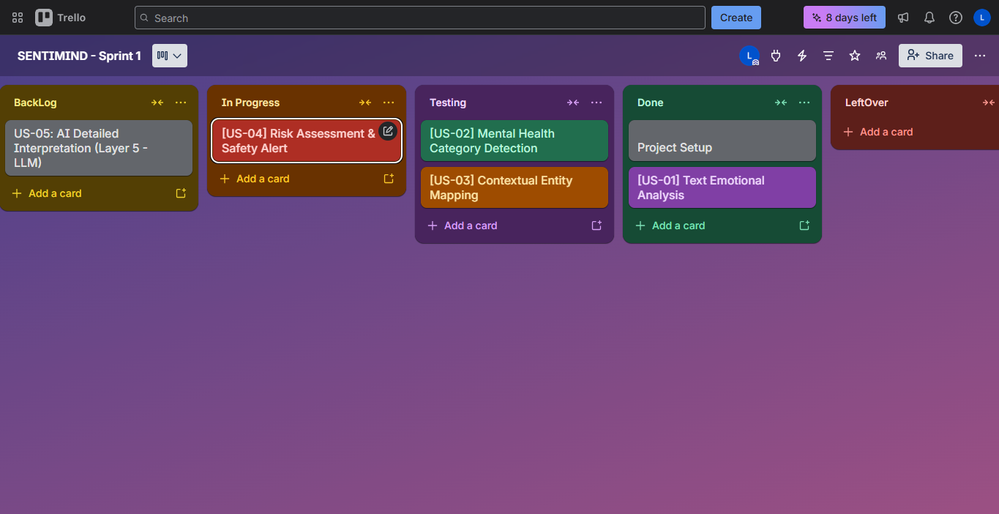 Trello
Search
Create
8 days left
L
SENTIMIND - Sprint 1
L
Share
BackLog
US-05: AI Detailed
Interpretation (Layer 5 -
LLM)
Add a card
In Progress
[US-04] Risk Assessment &
Safety Alert
Add a card
Testing
[US-02] Mental Health
Category Detection
[US-03] Contextual Entity
Mapping
Add a card
Done
Project Setup
[US-01] Text Emotional
Analysis
Add a card
LeftOver
Add a card